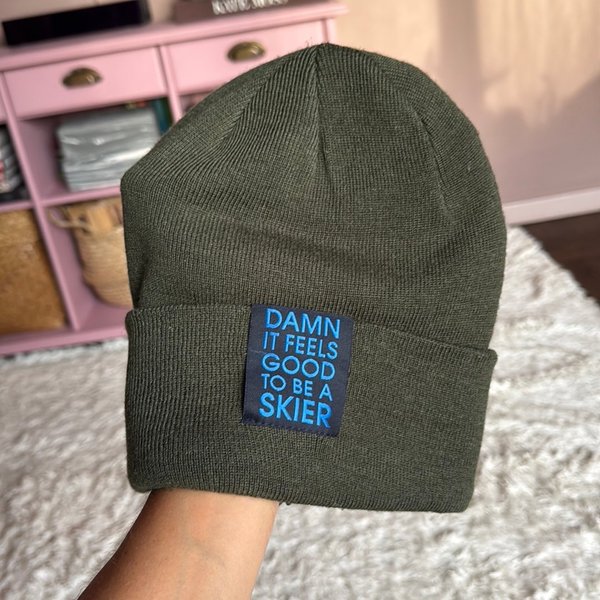 DAMN
IT FEELS
GOOD
TO BE A
SKIER